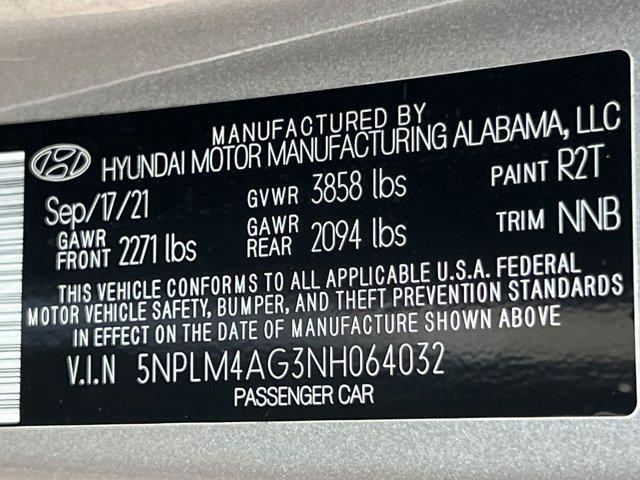 MANUFACTURED BY
HYUNDAI MOTOR MANUFACTURING ALABAMA, LLC
Sep/17/21 GVWR 3858 lbs PAINT R2T
GAWR FRONT 2271 lbs GAWR REAR 2094 lbs TRIM NNB
THIS VEHICLE CONFORMS TO ALL APPLICABLE U.S.A. FEDERAL
MOTOR VEHICLE SAFETY, BUMPER, AND THEFT PREVENTION STANDARDS
IN EFFECT ON THE DATE OF MANUFACTURE SHOWN ABOVE
V.I.N 5NPLM4AG3NH064032
PASSENGER CAR